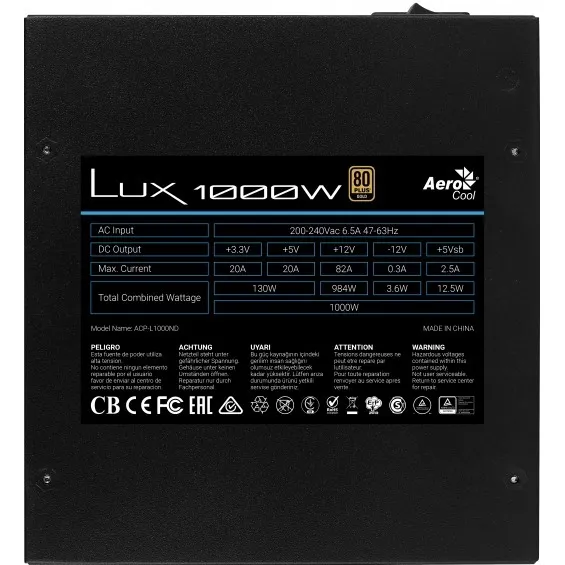 LUX 1000W 80 PLUS GOLD AeroCool
AC Input 200-240Vac 6.5A 47-63Hz
DC Output +3.3V +5V +12V -12V +5Vsb
Max. Current 20A 20A 82A 0.3A 2.5A
Total Combined Wattage 130W 984W 3.6W 12.5W
1000W
Model Name: ACP-L1000ND MADE IN CHINA
PELIGRO
Esta fuente de poder utiliza
alta tension.
No contiene ningun elemento
reparable por el usuario
favor de enviar al centro de
servicio para su reparacion.
ACHTUNG
Netzteil steht unter
gefährlicher Spannung.
Gehäuse unter keinen
Umständen öffnen.
Reparatur nur durch
Fachpersonal
UYARI
Bu güç kaynağının içindeki
gerilim insan sağlığını
olumsuz etkileyebilecek
kadar yüksektir. Lütfen arıza
durumunda ürünü yetkili
servisine gönderiniz.
ATTENTION
Tensions dangereuses ne
peut être repare par
l'utilisateur.
Pour toute reparation
renvoyer au service apres
vente.
WARNING
Hazardous voltages
contained within this
power supply.
Not user serviceable.
Return to service center
for repair.
CB CE FC EAC